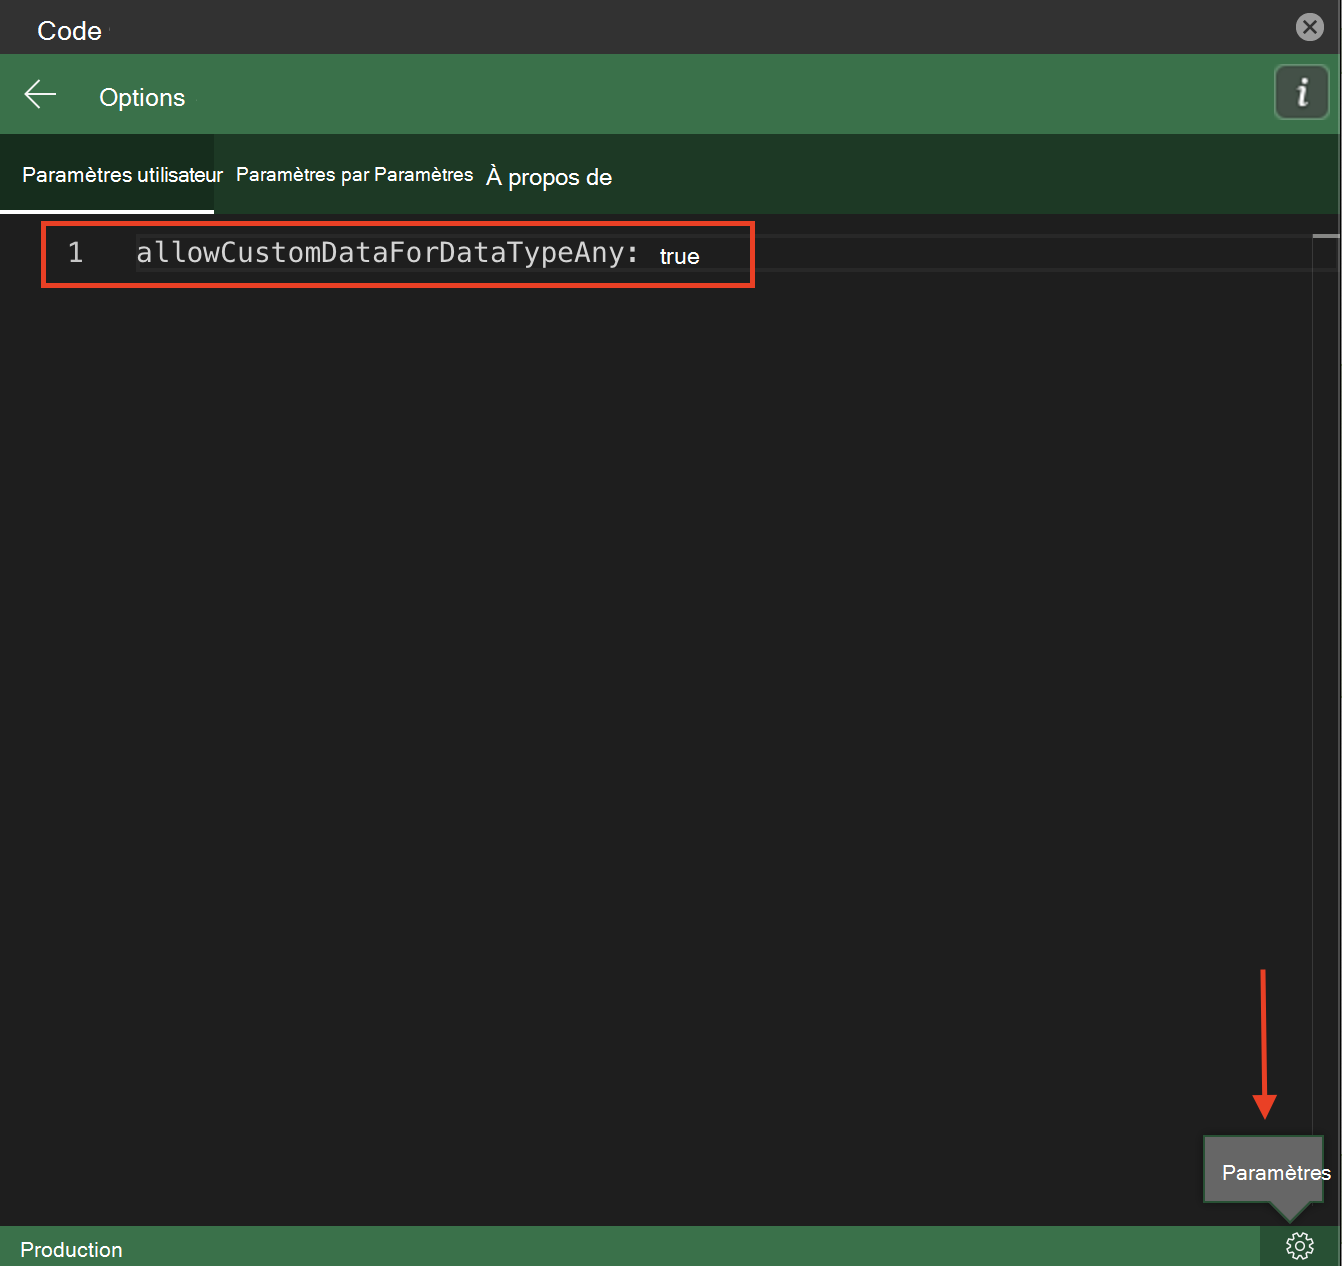 Code
Options
Paramètres utilisateur Paramètres par Paramètres À propos de
1 allowCustomDataForDataTypeAny: true
Paramètres
Production